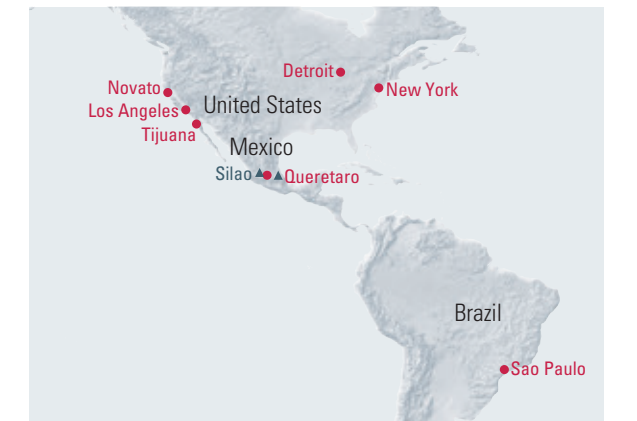 Detroit
Novato
New York
Los Angeles
United States
Tijuana
Mexico
Silao
Queretaro
Brazil
Sao Paulo